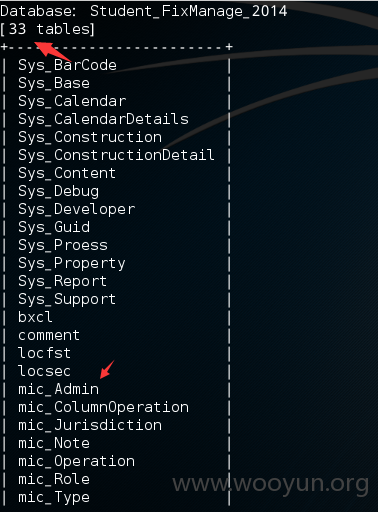 Database: Student_FixManage_2014
[33 tables]
+-------------------------+
| Sys_BarCode |
| Sys_Base |
| Sys_Calendar |
| Sys_CalendarDetails |
| Sys_Construction |
| Sys_ConstructionDetail |
| Sys_Content |
| Sys_Debug |
| Sys_Developer |
| Sys_Guid |
| Sys_Proess |
| Sys_Property |
| Sys_Report |
| Sys_Support |
| bxcl |
| comment |
| locfst |
| locsec |
| mic_Admin |
| mic_ColumnOperation |
| mic_Jurisdiction |
| mic_Note |
| mic_Operation |
| mic_Role |
| mic_Type |
www.wooyun.org